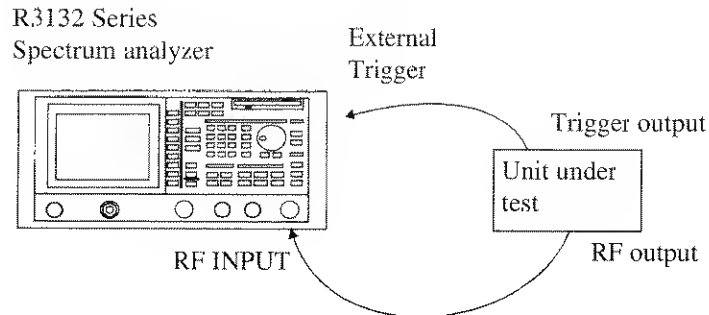 R3132 Series
Spectrum analyzer
External
Trigger
Trigger output
Unit under
test
RF INPUT
RF output